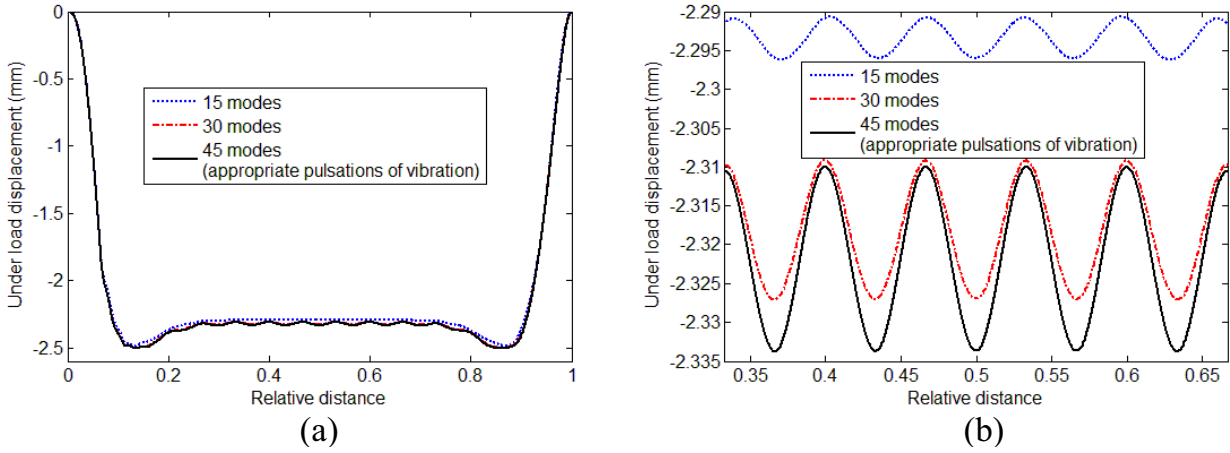 0
-0.5
-1
-1.5
-2
-2.5
Under load displacement (mm)
15 modes
30 modes
45 modes
(appropriate pulsations of vibration)
0
0.2
0.4
0.6
0.8
1
Relative distance
(a)
-2.29
-2.295
-2.3
-2.305
-2.31
-2.315
-2.32
-2.325
-2.33
-2.335
Under load displacement (mm)
15 modes
30 modes
45 modes
(appropriate pulsations of vibration)
0.35
0.4
0.45
0.5
0.55
0.6
0.65
Relative distance
(b)